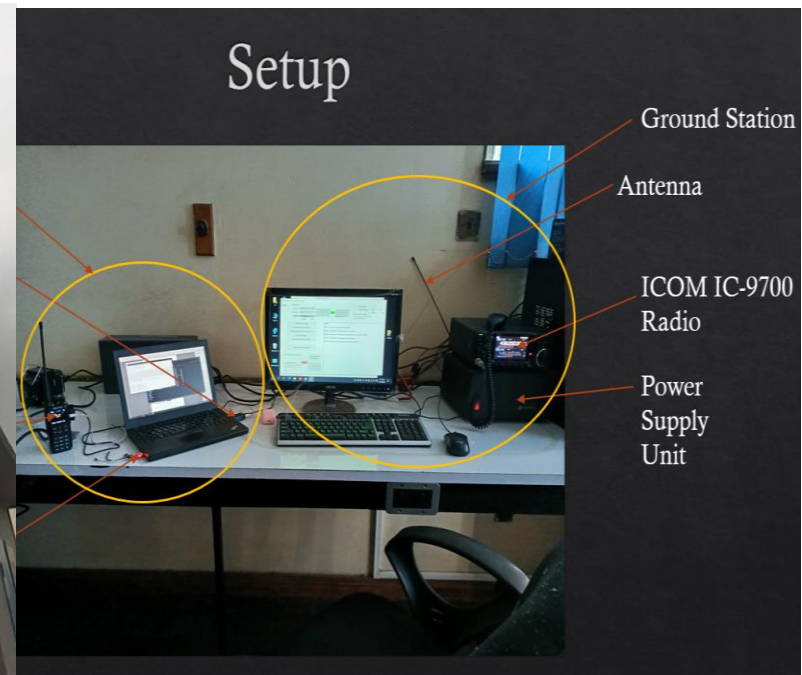 Setup
Ground Station
Antenna
ICOM IC-9700
Radio
Power
Supply
Unit